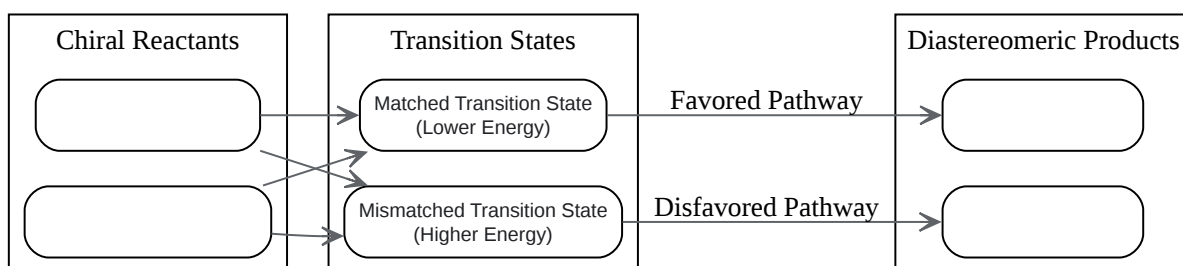 Chiral Reactants
Transition States
Diastereomeric Products
Matched Transition State
(Lower Energy)
Favored Pathway
Mismatched Transition State
(Higher Energy)
Disfavored Pathway